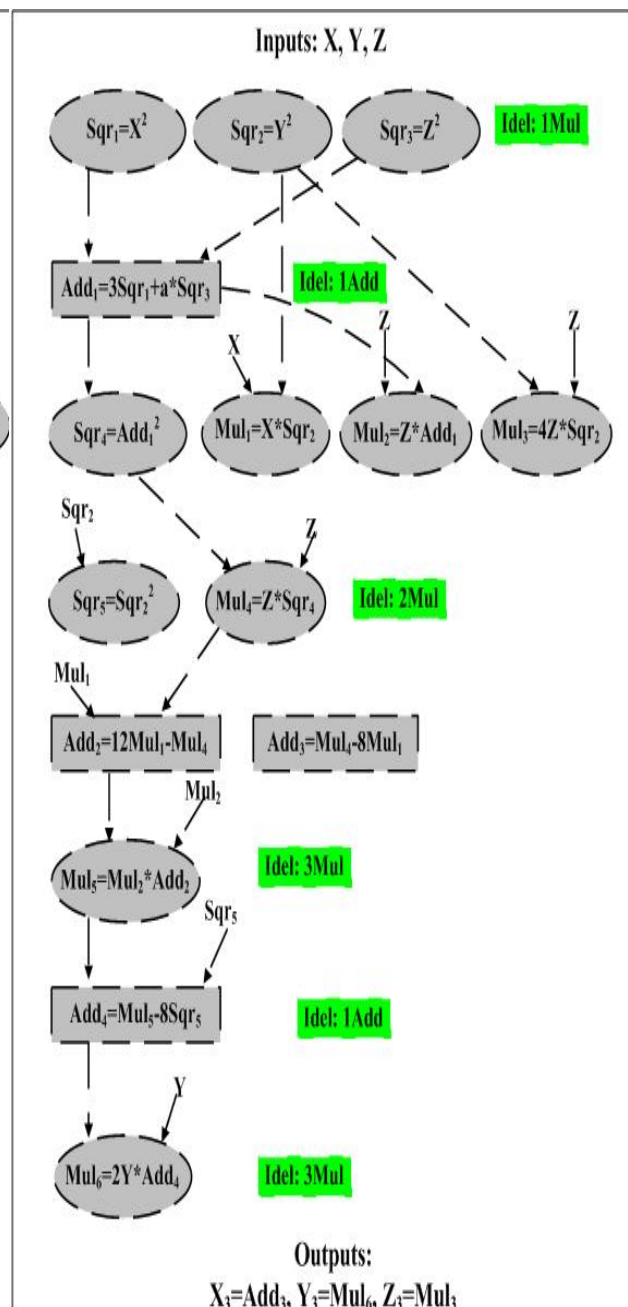 Inputs: X, Y, Z
Sqr₁=X² Sqr₂=Y² Sqr₃=Z² Idel: 1Mul
Add₁=3Sqr₁+a*Sqr₃ Idel: 1Add
X Z Z
Sqr₄=Add₁² Mul₁=X*Sqr₂ Mul₂=Z*Add₁ Mul₃=4Z*Sqr₂
Sqr₂ Z
Sqr₅=Sqr₂² Mul₄=Z*Sqr₄ Idel: 2Mul
Mul₁
Add₂=12Mul₁-Mul₄ Add₃=Mul₄-8Mul₁
Mul₂
Mul₅=Mul₂*Add₂ Idel: 3Mul
Sqr₅
Add₄=Mul₅-8Sqr₅ Idel: 1Add
Y
Mul₆=2Y*Add₄ Idel: 3Mul
Outputs:
X₃=Add₃, Y₃=Mul₆, Z₃=Mul₃